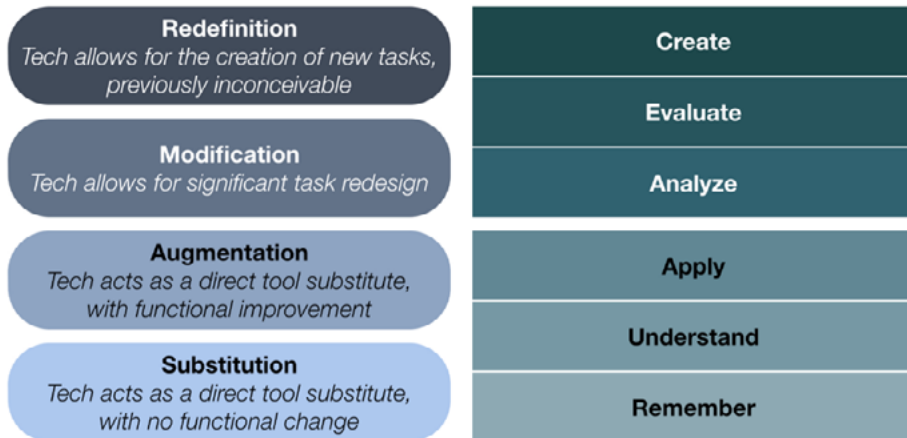 Redefinition
Tech allows for the creation of new tasks,
previously inconceivable
Modification
Tech allows for significant task redesign
Augmentation
Tech acts as a direct tool substitute,
with functional improvement
Substitution
Tech acts as a direct tool substitute,
with no functional change
Create
Evaluate
Analyze
Apply
Understand
Remember